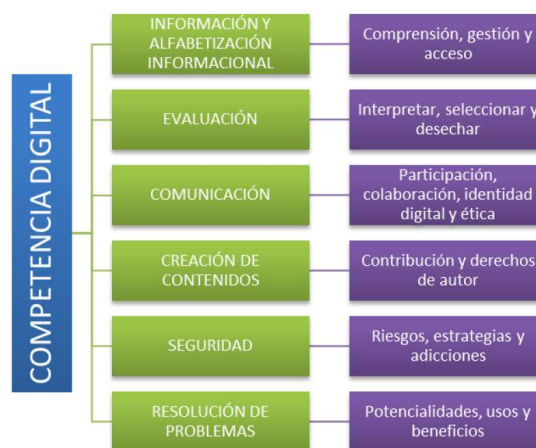 COMPETENCIA DIGITAL
INFORMACIÓN Y
ALFABETIZACIÓN
INFORMACIONAL
Comprensión, gestión y
acceso
EVALUACIÓN
Interpretar, seleccionar y
desechar
COMUNICACIÓN
Participación,
colaboración, identidad
digital y ética
CREACIÓN DE
CONTENIDOS
Contribución y derechos
de autor
SEGURIDAD
Riesgos, estrategias y
adicciones
RESOLUCIÓN DE
PROBLEMAS
Potencialidades, usos y
beneficios